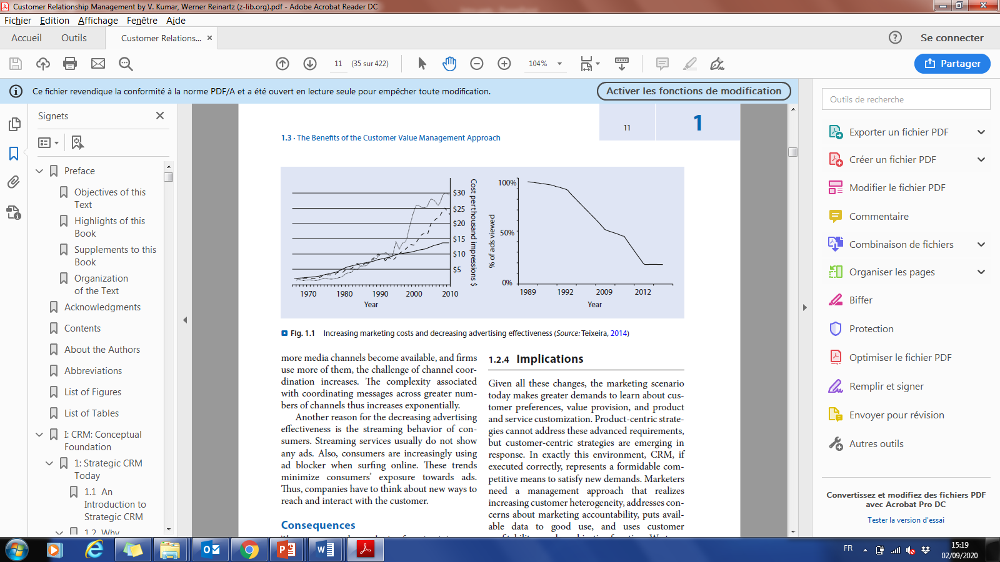 Customer Relationship Management by V. Kumar, Werner Reinartz (z-lib.org).pdf - Adobe Acrobat Reader DC
Fichier Edition Affichage Fenêtre Aide
Accueil Outils Customer Relations... × ? Se connecter
11 (35 sur 422) 104% Partager
Ce fichier revendique la conformité à la norme PDF/A et a été ouvert en lecture seule pour empêcher toute modification. Activer les fonctions de modification
Signets
Preface
Objectives of this
Text
Highlights of this
Book
Supplements to this
Book
Organization
of the Text
Acknowledgments
Contents
About the Authors
Abbreviations
List of Figures
List of Tables
I: CRM: Conceptual
Foundation
1: Strategic CRM
Today
1.1 An
Introduction to
Strategic CRM
1.2 Why
1.3 · The Benefits of the Customer Value Management Approach
11
1
$30
$25
$20
$15
$10
$5
Cost per thousand impressions $
1970 1980 1990 2000 2010
Year
100%
50%
0%
% of ads viewed
1989 1992 2009 2012
Year
Fig. 1.1 Increasing marketing costs and decreasing advertising effectiveness (Source: Teixeira, 2014)
more media channels become available, and firms
use more of them, the challenge of channel coor-
dination increases. The complexity associated
with coordinating messages across greater num-
bers of channels thus increases exponentially.
Another reason for the decreasing advertising
effectiveness is the streaming behavior of con-
sumers. Streaming services usually do not show
any ads. Also, consumers are increasingly using
ad blocker when surfing online. These trends
minimize consumers' exposure towards ads.
Thus, companies have to think about new ways to
reach and interact with the customer.
Consequences
1.2.4 Implications
Given all these changes, the marketing scenario
today makes greater demands to learn about cus-
tomer preferences, value provision, and product
and service customization. Product-centric strate-
gies cannot address these advanced requirements,
but customer-centric strategies are emerging in
response. In exactly this environment, CRM, if
executed correctly, represents a formidable com-
petitive means to satisfy new demands. Marketers
need a management approach that realizes
increasing customer heterogeneity, addresses con-
cerns about marketing accountability, puts avail-
able data to good use, and uses customer
Outils de recherche
Exporter un fichier PDF
Créer un fichier PDF
Modifier le fichier PDF
Commentaire
Combinaison de fichiers
Organiser les pages
Biffer
Protection
Optimiser le fichier PDF
Remplir et signer
Envoyer pour révision
Autres outils
Convertissez et modifiez des fichiers PDF
avec Acrobat Pro DC
Tester la version d'essai
FR
15:19
02/09/2020